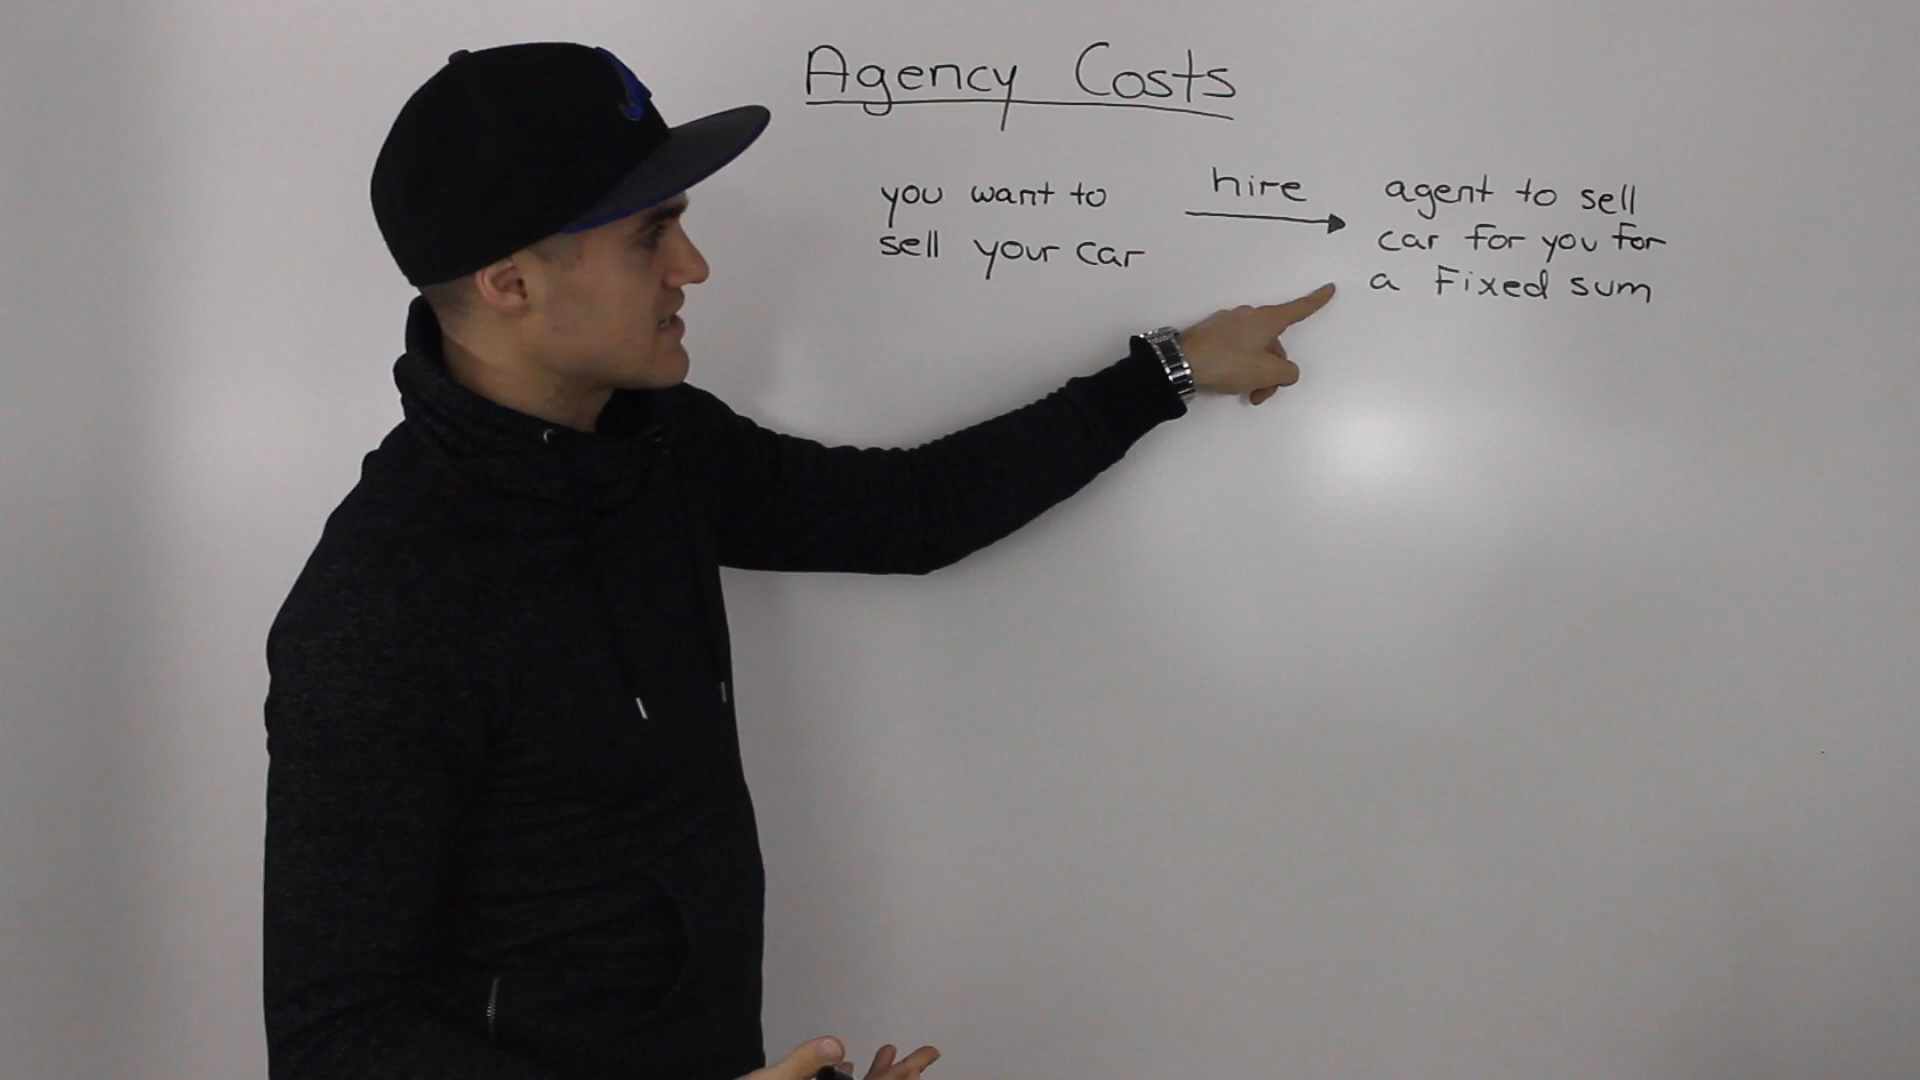 Agency Costs
you want to
sell your car
hire
agent to sell
car for you for
a Fixed sum